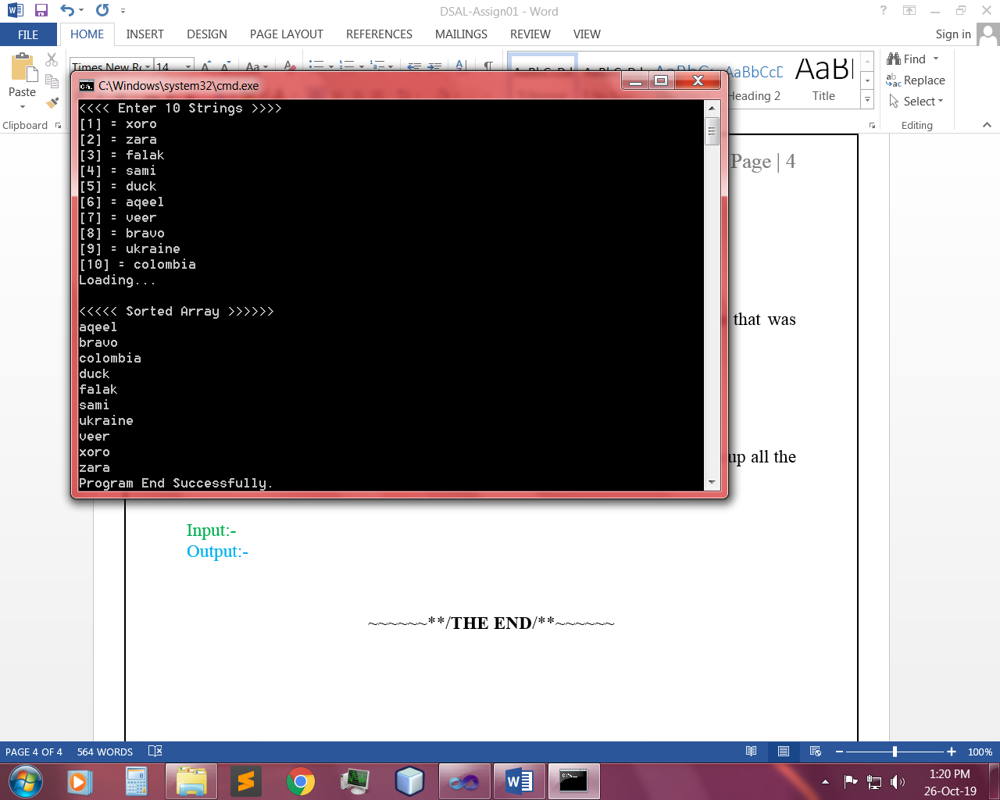 DSAL-Assign01 - Word
FILE HOME INSERT DESIGN PAGE LAYOUT REFERENCES MAILINGS REVIEW VIEW
Sign in
Paste
Clipboard
Times New Ro 14
Heading 2
AaBbCcD
Title
Find
Replace
Select
Editing
C:\Windows\system32\cmd.exe
<<<< Enter 10 Strings >>>>
[1] = xoro
[2] = zara
[3] = falak
[4] = sami
[5] = duck
[6] = aqeel
[7] = veer
[8] = bravo
[9] = ukraine
[10] = colombia
Loading...
<<<<< Sorted Array >>>>>>
aqeel
bravo
colombia
duck
falak
sami
ukraine
veer
xoro
zara
Program End Successfully.
Page | 4
that was
up all the
Input:-
Output:-
~~~~~~**/THE END/**~~~~~~
PAGE 4 OF 4 564 WORDS
100%
1:20 PM
26-Oct-19